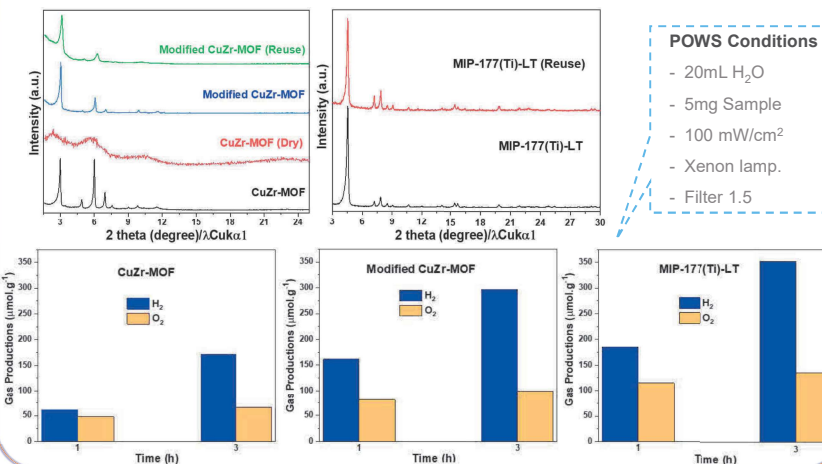 Modified CuZr-MOF (Reuse)
Modified CuZr-MOF
CuZr-MOF (Dry)
CuZr-MOF
Intensity (a.u.)
3 6 9 12 15 18 21 24
2 theta (degree)/λCukα1
MIP-177(Ti)-LT (Reuse)
MIP-177(Ti)-LT
Intensity (a.u.)
3 6 9 12 15 18 21 24 27 30
2 theta (degree)/λCukα1
POWS Conditions
- 20mL H₂O
- 5mg Sample
- 100 mW/cm²
- Xenon lamp.
- Filter 1.5
CuZr-MOF
H₂
O₂
Gas Productions (μmol.g⁻¹)
350
300
250
200
150
100
50
0
1 3
Time (h)
Modified CuZr-MOF
H₂
O₂
Gas Productions (μmol.g⁻¹)
350
300
250
200
150
100
50
0
1 3
Time (h)
MIP-177(Ti)-LT
H₂
O₂
Gas Productions (μmol.g⁻¹)
350
300
250
200
150
100
50
0
1 3
Time (h)